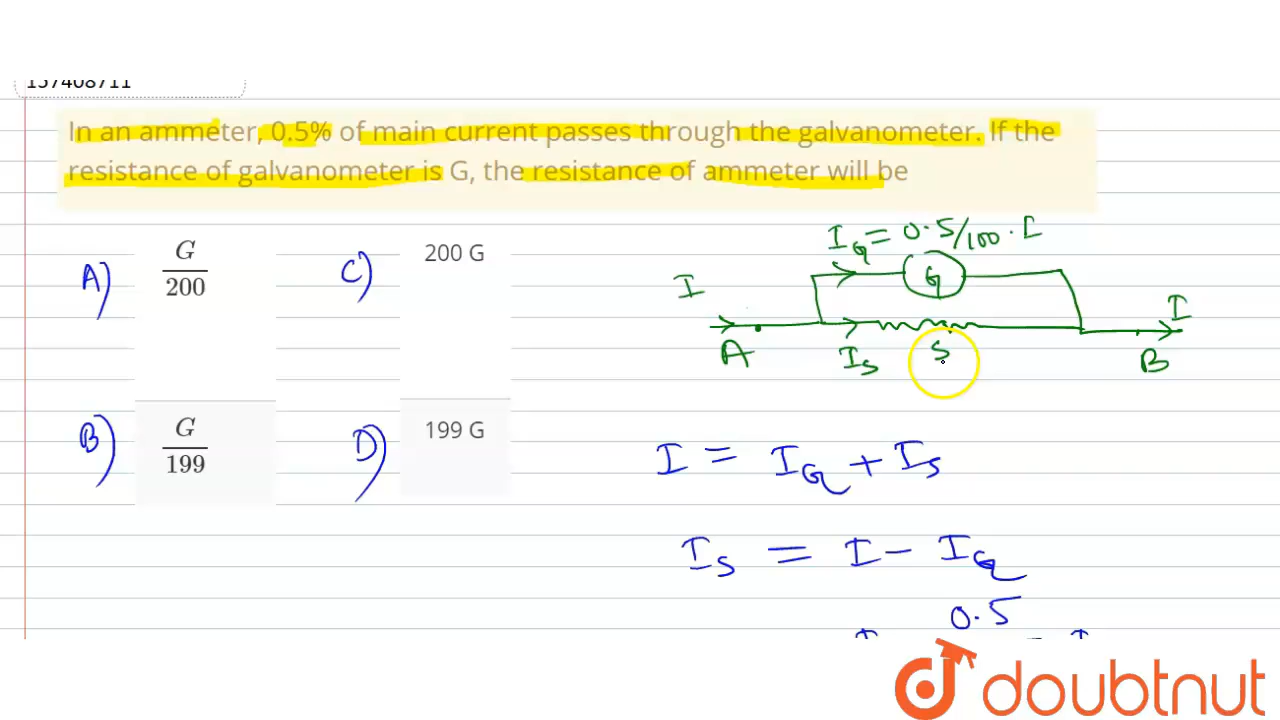 157408711
In an ammeter, 0.5% of main current passes through the galvanometer. If the
resistance of galvanometer is G, the resistance of ammeter will be
A) G/200
C) 200 G
B) G/199
D) 199 G
I_G = 0.5/100 . I
I
G
I
A
I_S
S
B
I = I_G + I_S
I_S = I - I_G
0.5
doubtnut